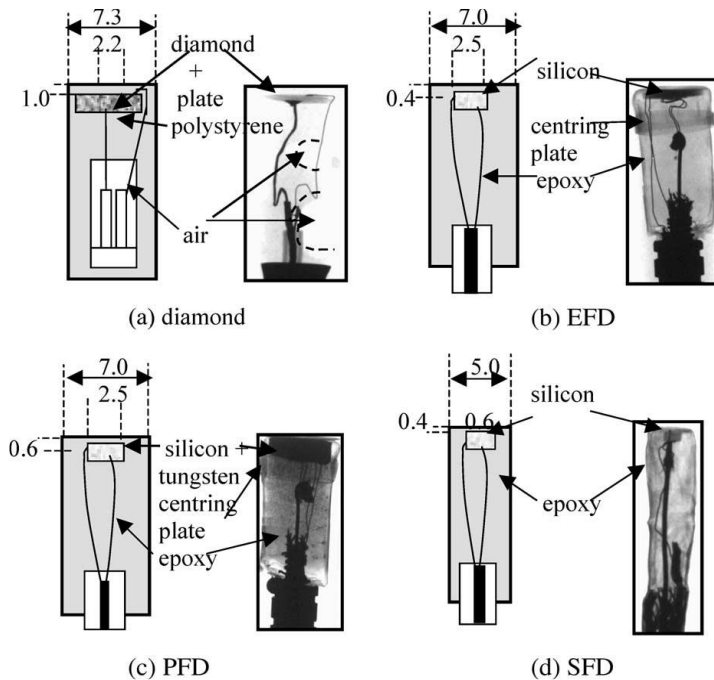 7.3
2.2
diamond
+
plate
polystyrene
1.0
air
(a) diamond
7.0
2.5
silicon
0.4
centring
plate
epoxy
(b) EFD
7.0
2.5
0.6
silicon +
tungsten
centring
plate
epoxy
(c) PFD
5.0
silicon
0.4
0.6
epoxy
(d) SFD